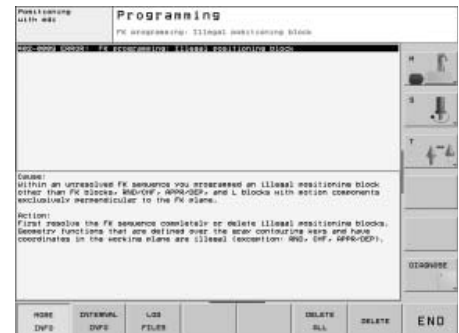 Positioning
with mdi
Programming
FK programming: Illegal positioning block
402-0009 ERROR: FK programming: Illegal positioning block
M
S
T
Cause:
Within an unresolved FK sequence you programmed an illegal positioning block
other than FK blocks, RND/CHF, APPR/DEP, and L blocks with motion components
exclusively perpendicular to the FK plane.
Action:
First resolve the FK sequence completely or delete illegal positioning blocks.
Geometry functions that are defined over the gray contouring keys and have
coordinates in the working plane are illegal (exception: RND, CHF, APPR/DEP).
DIAGNOSE
MORE
INFO
INTERNAL
INFO
LOG
FILES
DELETE
ALL
DELETE
END